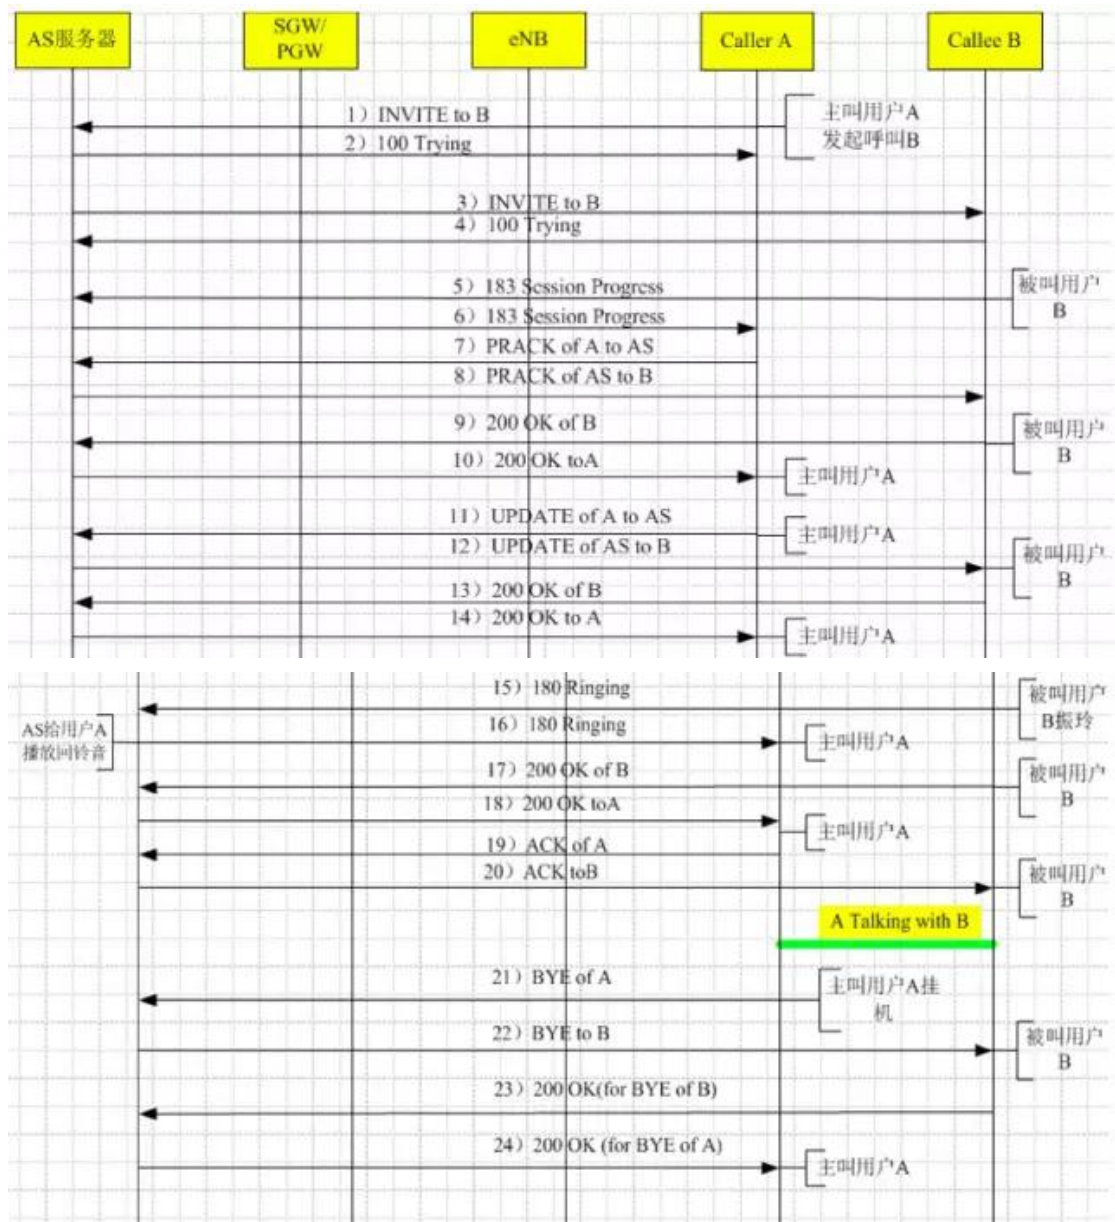 AS服务器
SGW/
PGW
eNB
Caller A
Callee B
1）INVITE to B
主叫用户A
发起呼叫B
2）100 Trying
3）INVITE to B
4）100 Trying
5）183 Session Progress
被叫用户
B
6）183 Session Progress
7）PRACK of A to AS
8）PRACK of AS to B
9）200 OK of B
被叫用户
B
10）200 OK toA
主叫用户A
11）UPDATE of A to AS
主叫用户A
12）UPDATE of AS to B
被叫用户
B
13）200 OK of B
14）200 OK to A
主叫用户A
15）180 Ringing
被叫用户
B振玲
AS给用户A
播放回铃音
16）180 Ringing
主叫用户A
17）200 OK of B
被叫用户
B
18）200 OK toA
主叫用户A
19）ACK of A
20）ACK toB
被叫用户
B
A Talking with B
21）BYE of A
主叫用户A挂
机
22）BYE to B
被叫用户
B
23）200 OK(for BYE of B)
24）200 OK (for BYE of A)
主叫用户A